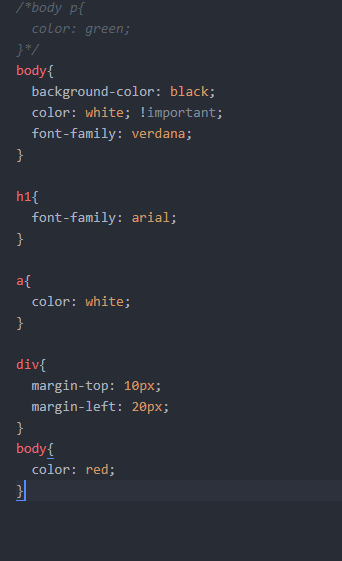 /*body p{
  color: green;
}*/
body{
  background-color: black;
  color: white; !important;
  font-family: verdana;
}
h1{
  font-family: arial;
}
a{
  color: white;
}
div{
  margin-top: 10px;
  margin-left: 20px;
}
body{
  color: red;
}